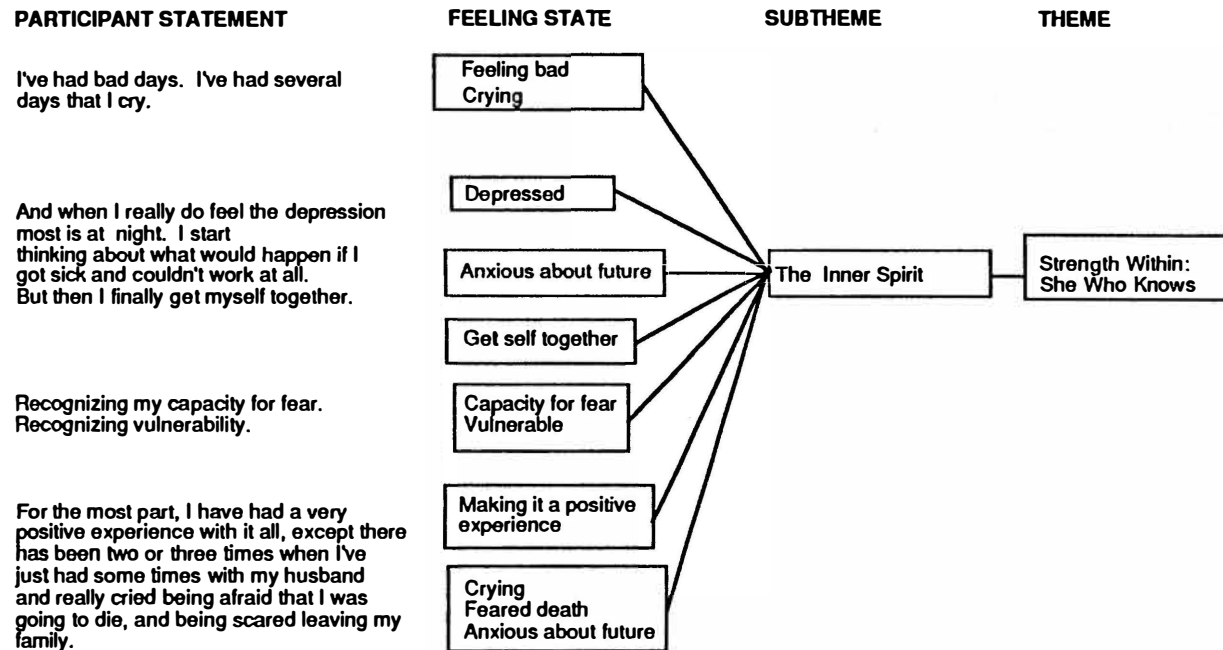 PARTICIPANT STATEMENT FEELING STATE SUBTHEME THEME
I've had bad days. I've had several
days that I cry.
Feeling bad
Crying
And when I really do feel the depression
most is at night. I start
thinking about what would happen if I
got sick and couldn't work at all.
But then I finally get myself together.
Depressed
Anxious about future
Get self together
The Inner Spirit
Strength Within:
She Who Knows
Recognizing my capacity for fear.
Recognizing vulnerability.
Capacity for fear
Vulnerable
For the most part, I have had a very
positive experience with it all, except there
has been two or three times when I've
just had some times with my husband
and really cried being afraid that I was
going to die, and being scared leaving my
family.
Making it a positive
experience
Crying
Feared death
Anxious about future